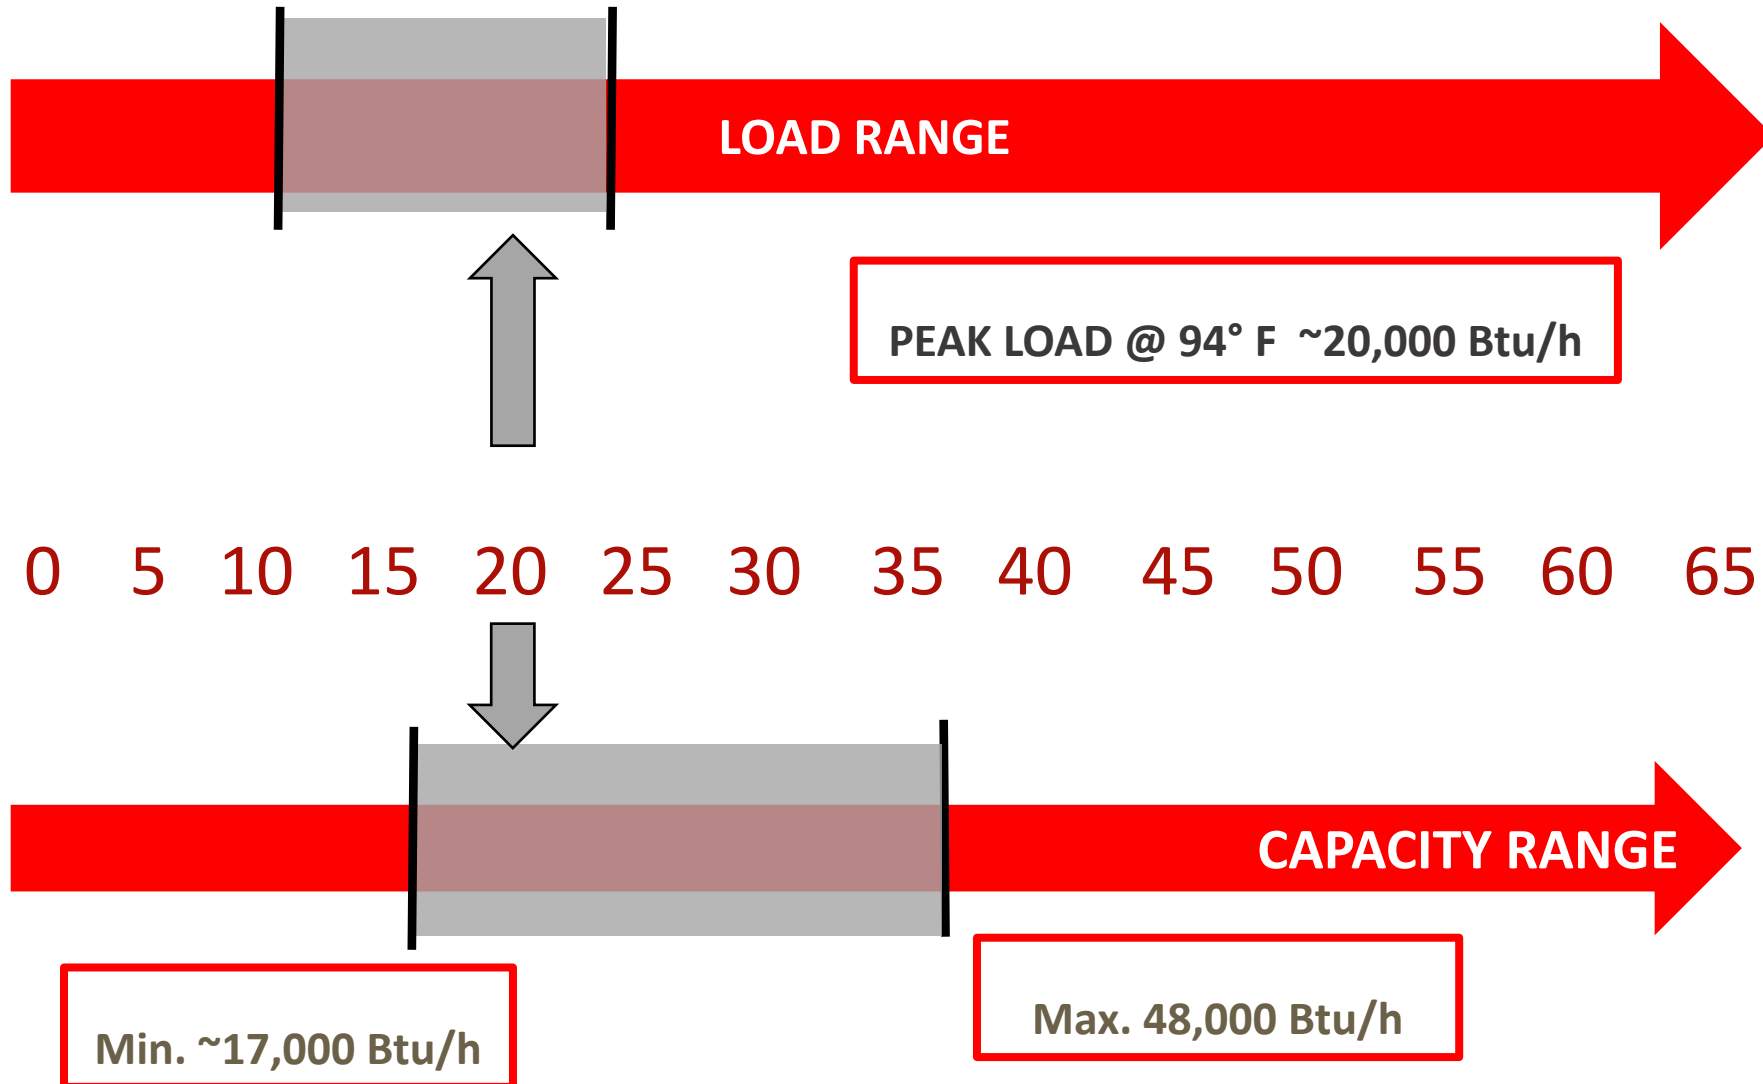 LOAD RANGE
PEAK LOAD @ 94° F ~20,000 Btu/h
0 5 10 15 20 25 30 35 40 45 50 55 60 65
CAPACITY RANGE
Max. 48,000 Btu/h
Min. ~17,000 Btu/h